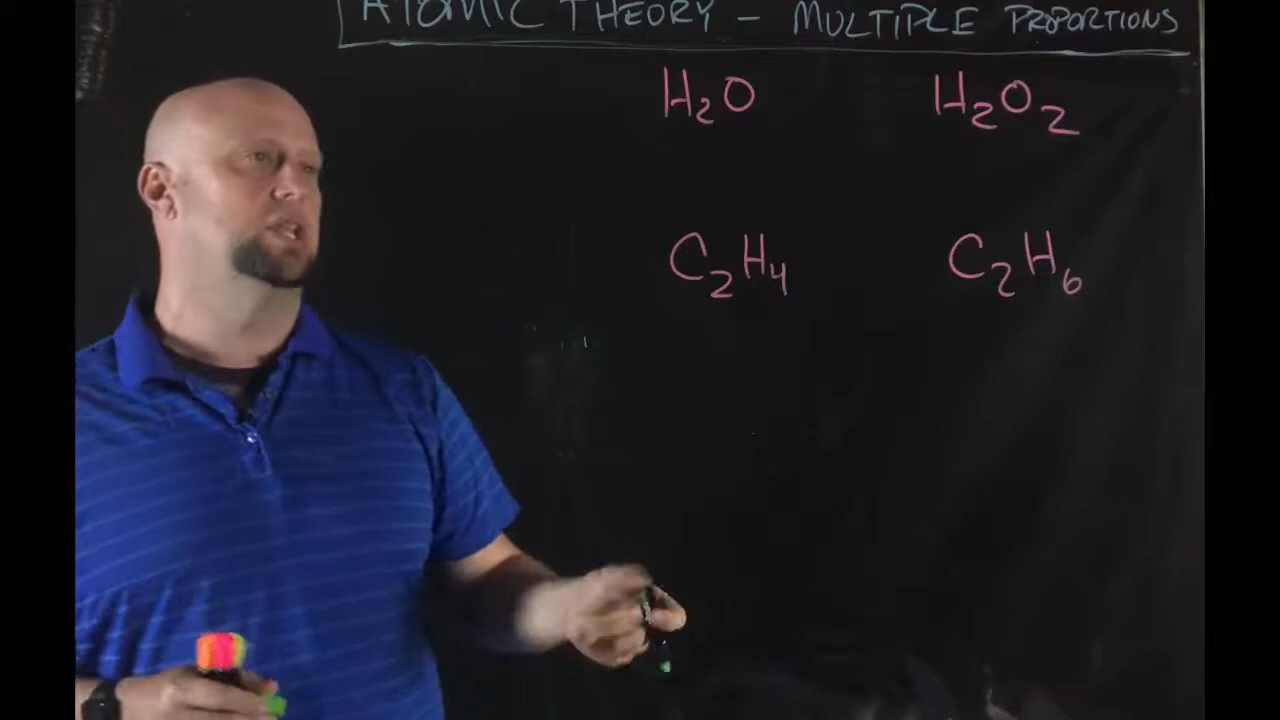 ATOMIC THEORY – MULTIPLE PROPORTIONS
H₂O H₂O₂
C₂H₄ C₂H₆